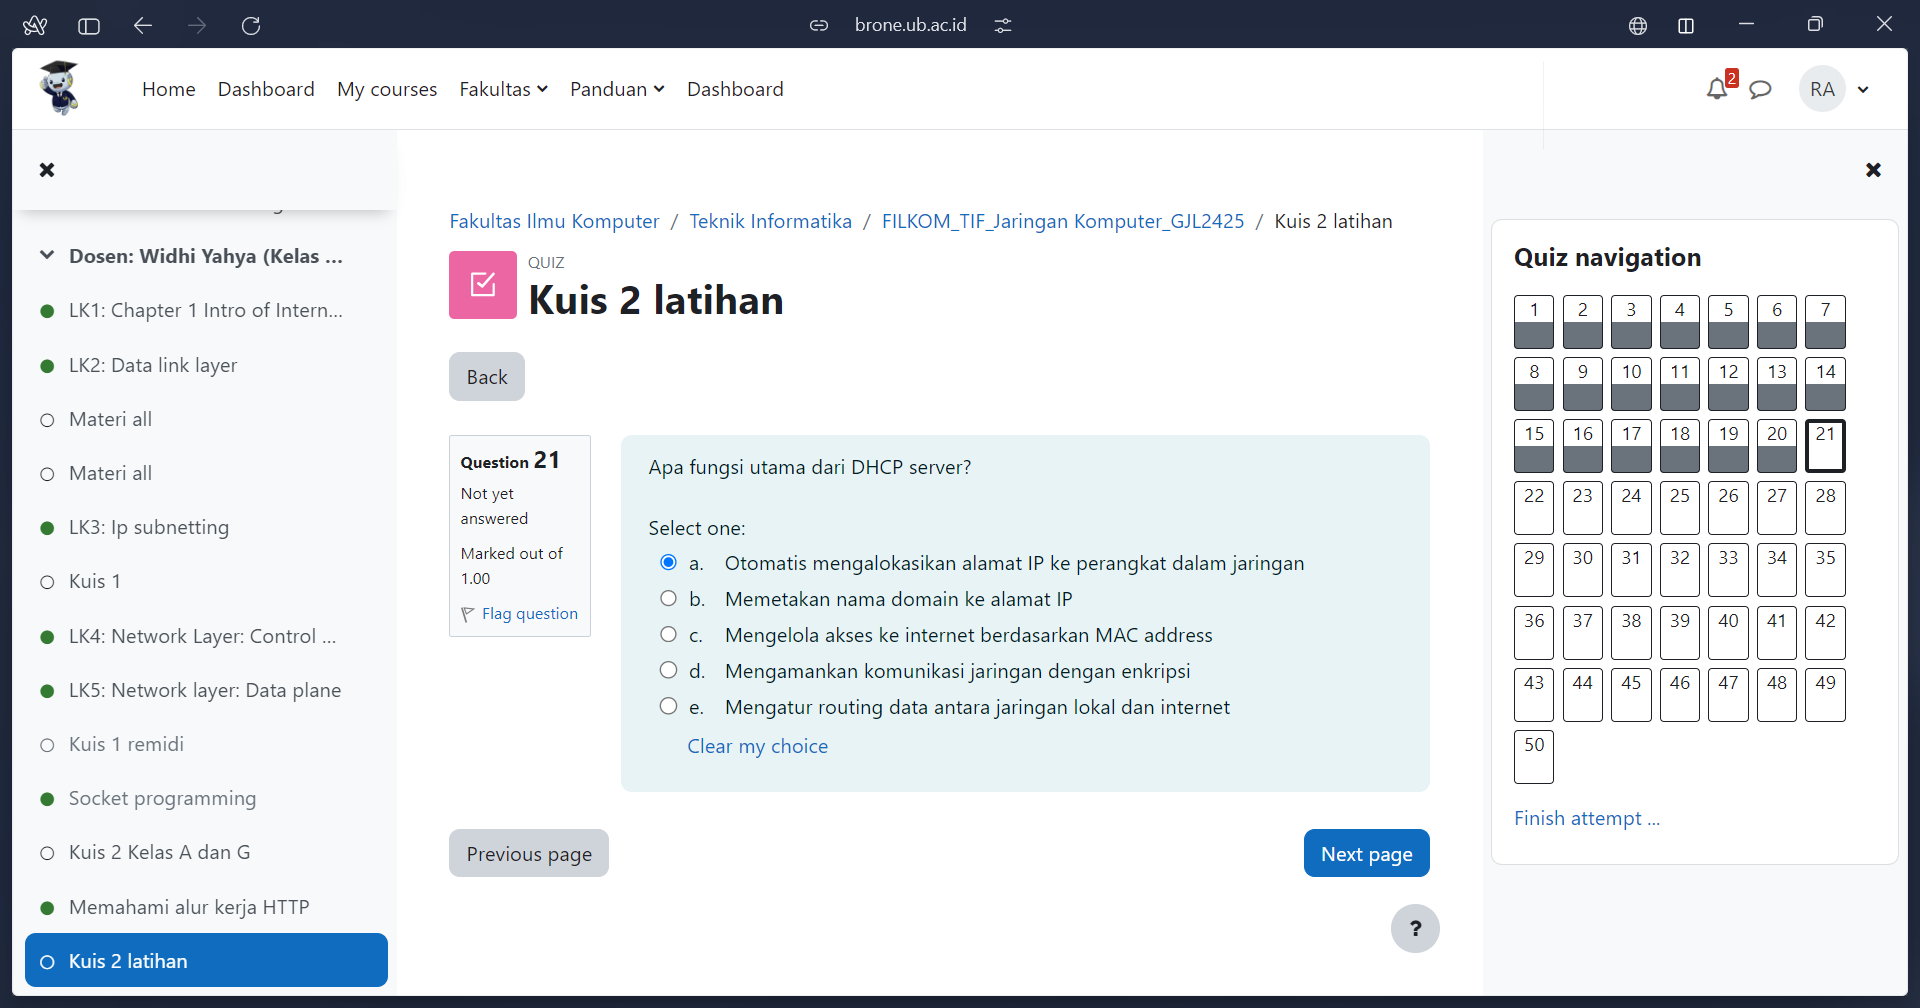 brone.ub.ac.id
Home Dashboard My courses Fakultas Panduan Dashboard
2
RA
Dosen: Widhi Yahya (Kelas ...
LK1: Chapter 1 Intro of Intern...
LK2: Data link layer
Materi all
Materi all
LK3: Ip subnetting
Kuis 1
LK4: Network Layer: Control ...
LK5: Network layer: Data plane
Kuis 1 remidi
Socket programming
Kuis 2 Kelas A dan G
Memahami alur kerja HTTP
Kuis 2 latihan
Fakultas Ilmu Komputer / Teknik Informatika / FILKOM_TIF_Jaringan Komputer_GJL2425 / Kuis 2 latihan
QUIZ
Kuis 2 latihan
Back
Question 21
Not yet
answered
Marked out of
1.00
Flag question
Apa fungsi utama dari DHCP server?
Select one:
a. Otomatis mengalokasikan alamat IP ke perangkat dalam jaringan
b. Memetakan nama domain ke alamat IP
c. Mengelola akses ke internet berdasarkan MAC address
d. Mengamankan komunikasi jaringan dengan enkripsi
e. Mengatur routing data antara jaringan lokal dan internet
Clear my choice
Previous page
Next page
?
Quiz navigation
1 2 3 4 5 6 7
8 9 10 11 12 13 14
15 16 17 18 19 20 21
22 23 24 25 26 27 28
29 30 31 32 33 34 35
36 37 38 39 40 41 42
43 44 45 46 47 48 49
50
Finish attempt ...